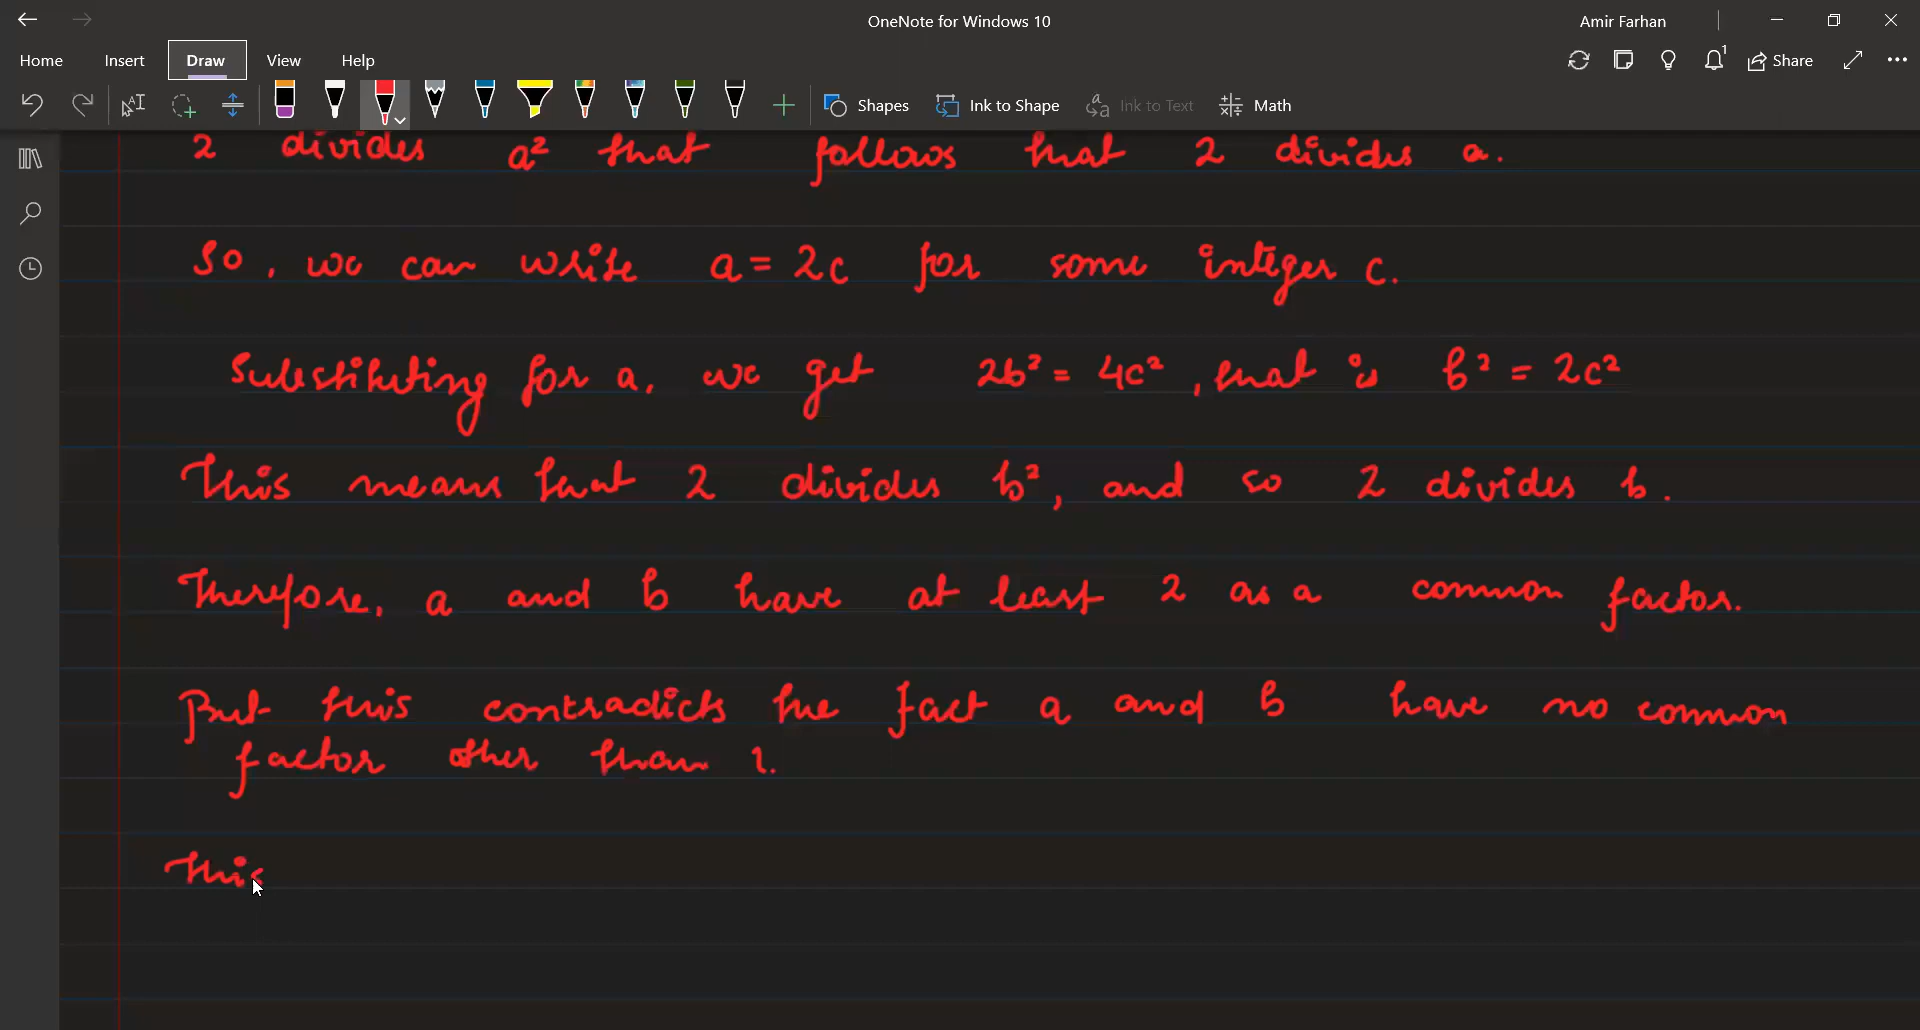 OneNote for Windows 10
Amir Farhan
Home Insert Draw View Help
1
Share
Shapes Ink to Shape Ink to Text Math
2 divides a² that follows that 2 divides a.
So, we can write a = 2c for some integer c.
Substituting for a, we get 2b² = 4c², that is b² = 2c²
This means that 2 divides b², and so 2 divides b.
Therefore, a and b have at least 2 as a common factor.
But this contradicts the fact a and b have no common
factor other than 1.
This